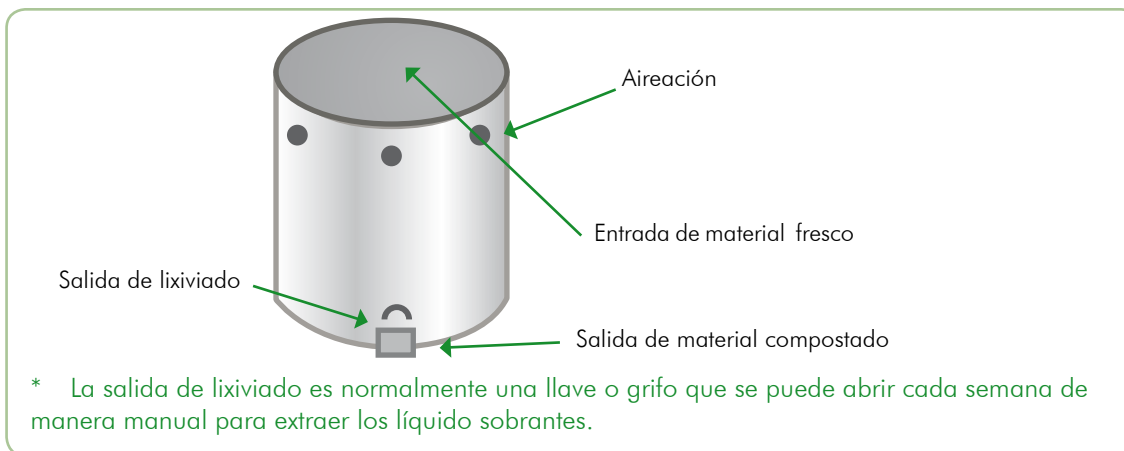 Aireación
Entrada de material fresco
Salida de lixiviado
Salida de material compostado
* La salida de lixiviado es normalmente una llave o grifo que se puede abrir cada semana de
manera manual para extraer los líquido sobrantes.